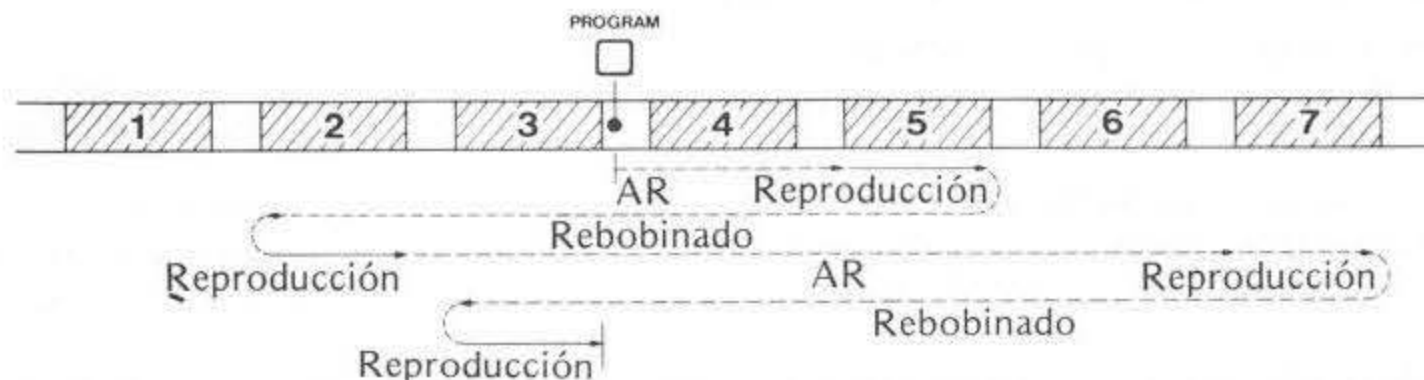 PROGRAM
1 2 3 4 5 6 7
AR Reproducción
Rebobinado
Reproducción AR Reproducción
Rebobinado
Reproducción